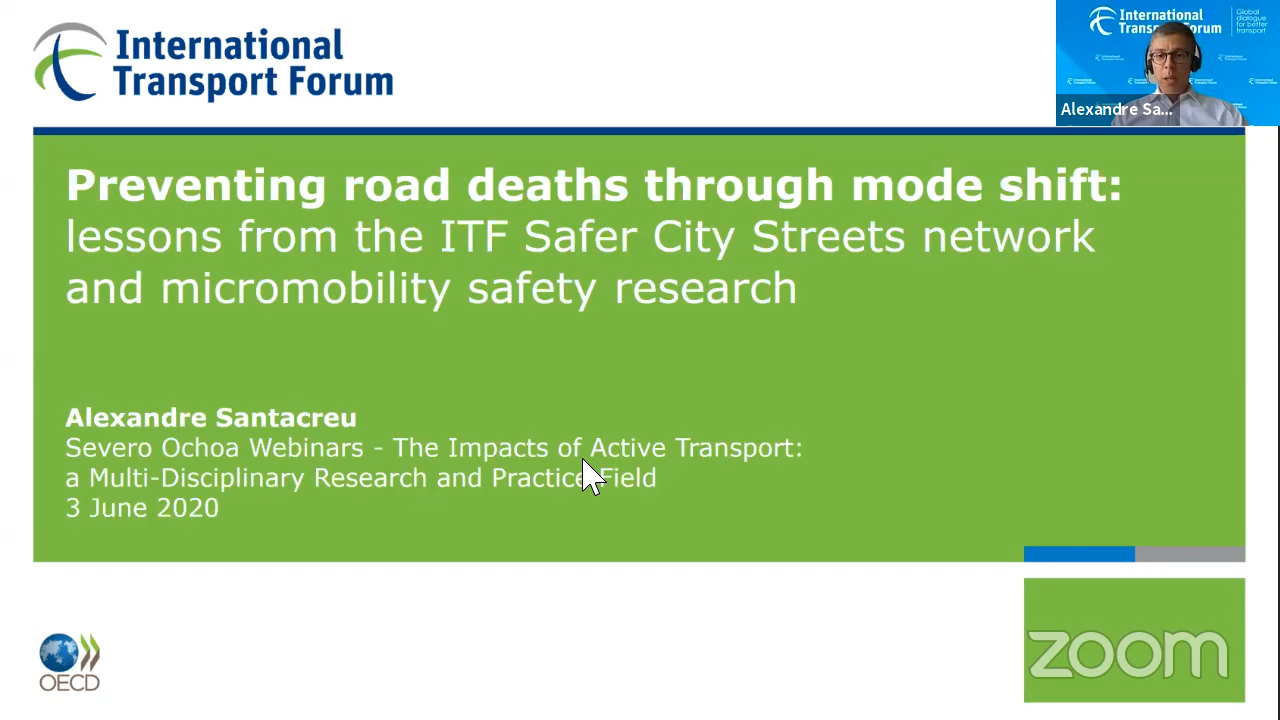 International
Transport Forum
International
Transport Forum
Global
dialogue
for better
transport
Alexandre Sa...
Preventing road deaths through mode shift:
lessons from the ITF Safer City Streets network
and micromobility safety research
Alexandre Santacreu
Severo Ochoa Webinars - The Impacts of Active Transport:
a Multi-Disciplinary Research and Practice Field
3 June 2020
OECD
zoom